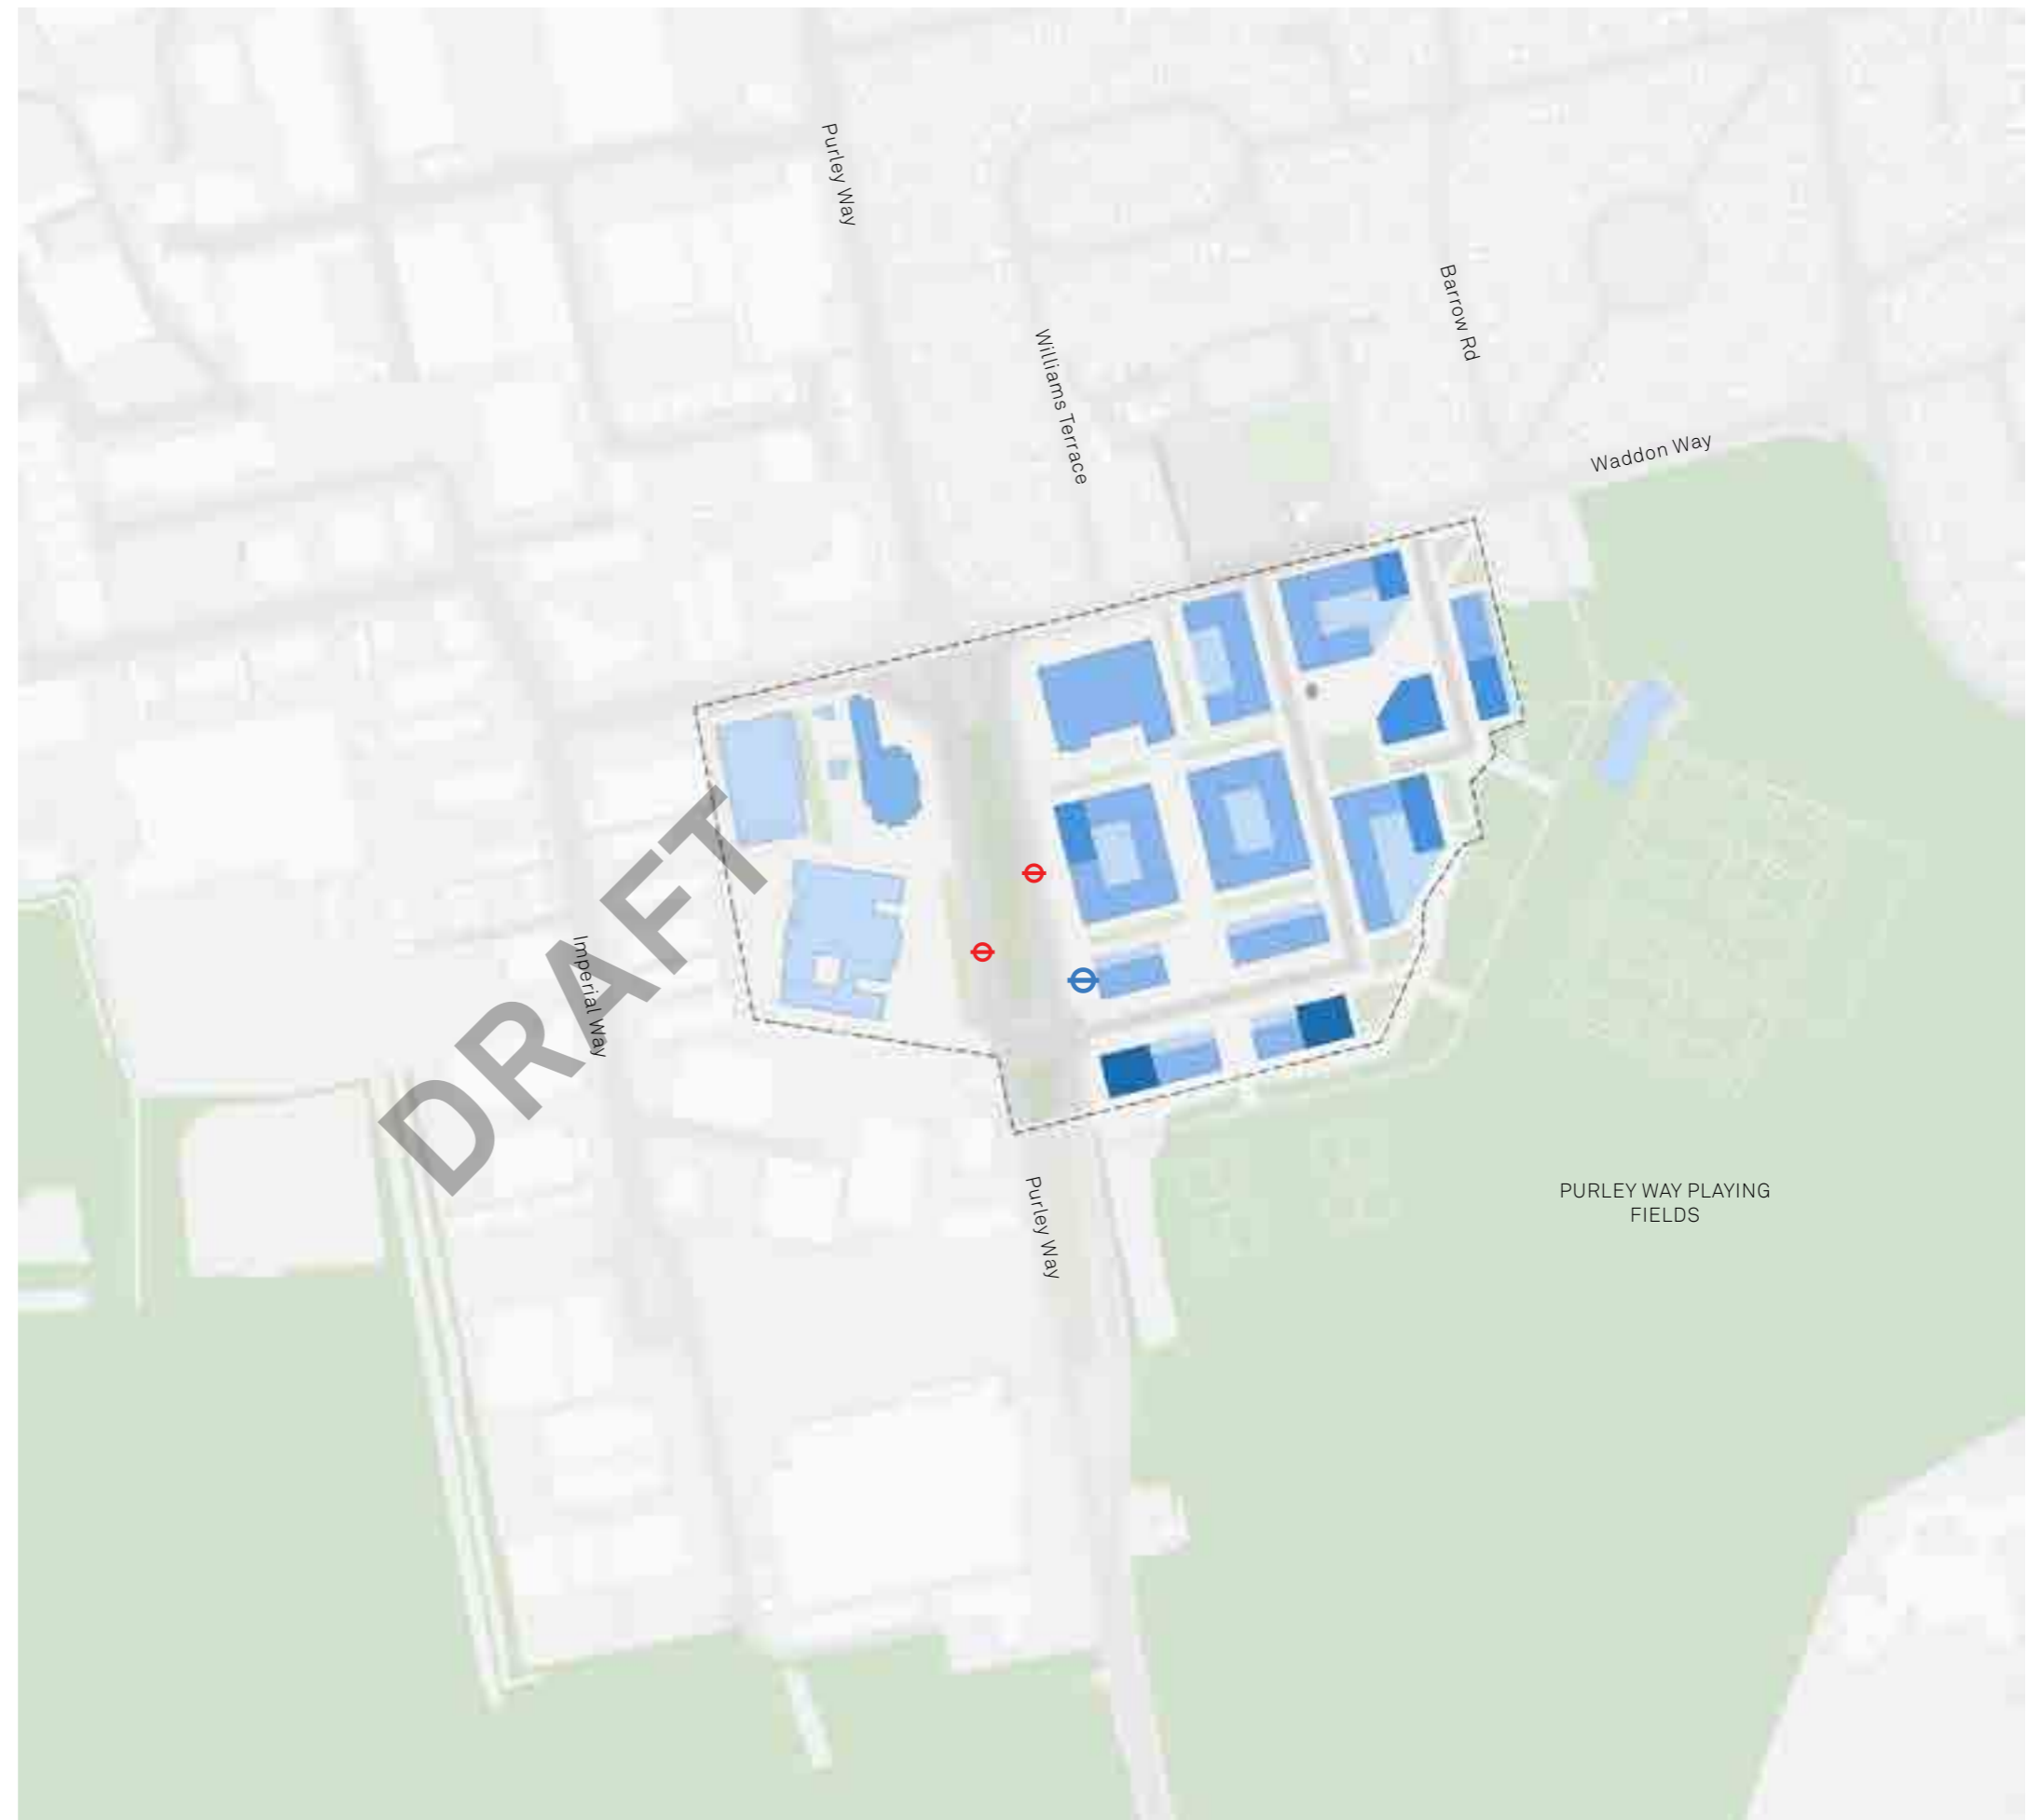 Purley Way
Barrow Rd
Williams Terrace
Waddon Way
DRAFT
Imperial Way
Purley Way
PURLEY WAY PLAYING
FIELDS